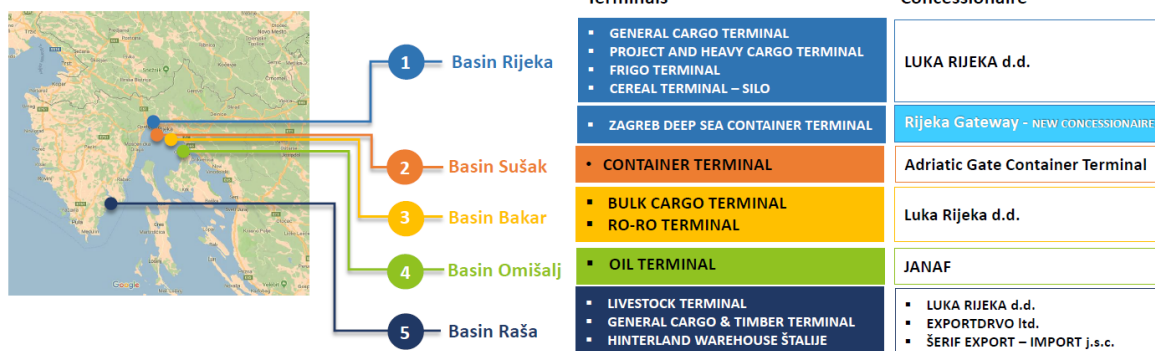 Terminals
Concessionaire
1
Basin Rijeka
▪ GENERAL CARGO TERMINAL
▪ PROJECT AND HEAVY CARGO TERMINAL
▪ FRIGO TERMINAL
▪ CEREAL TERMINAL – SILO
LUKA RIJEKA d.d.
▪ ZAGREB DEEP SEA CONTAINER TERMINAL
Rijeka Gateway - NEW CONCESSIONAIRE
2
Basin Sušak
• CONTAINER TERMINAL
Adriatic Gate Container Terminal
3
Basin Bakar
▪ BULK CARGO TERMINAL
▪ RO-RO TERMINAL
Luka Rijeka d.d.
4
Basin Omišalj
▪ OIL TERMINAL
JANAF
5
Basin Raša
▪ LIVESTOCK TERMINAL
▪ GENERAL CARGO & TIMBER TERMINAL
▪ HINTERLAND WAREHOUSE ŠTALIJE
▪ LUKA RIJEKA d.d.
▪ EXPORTDRVO ltd.
▪ ŠERIF EXPORT – IMPORT j.s.c.
Google